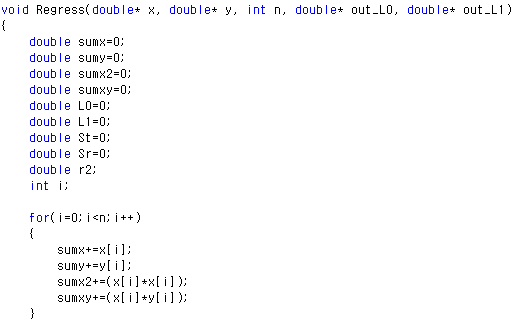 void Regress(double* x, double* y, int n, double* out_L0, double* out_L1)
{
    double sumx=0;
    double sumy=0;
    double sumx2=0;
    double sumxy=0;
    double L0=0;
    double L1=0;
    double St=0;
    double Sr=0;
    double r2;
    int i;

    for(i=0;i<n;i++)
    {
        sumx+=x[i];
        sumy+=y[i];
        sumx2+=(x[i]*x[i]);
        sumxy+=(x[i]*y[i]);
    }